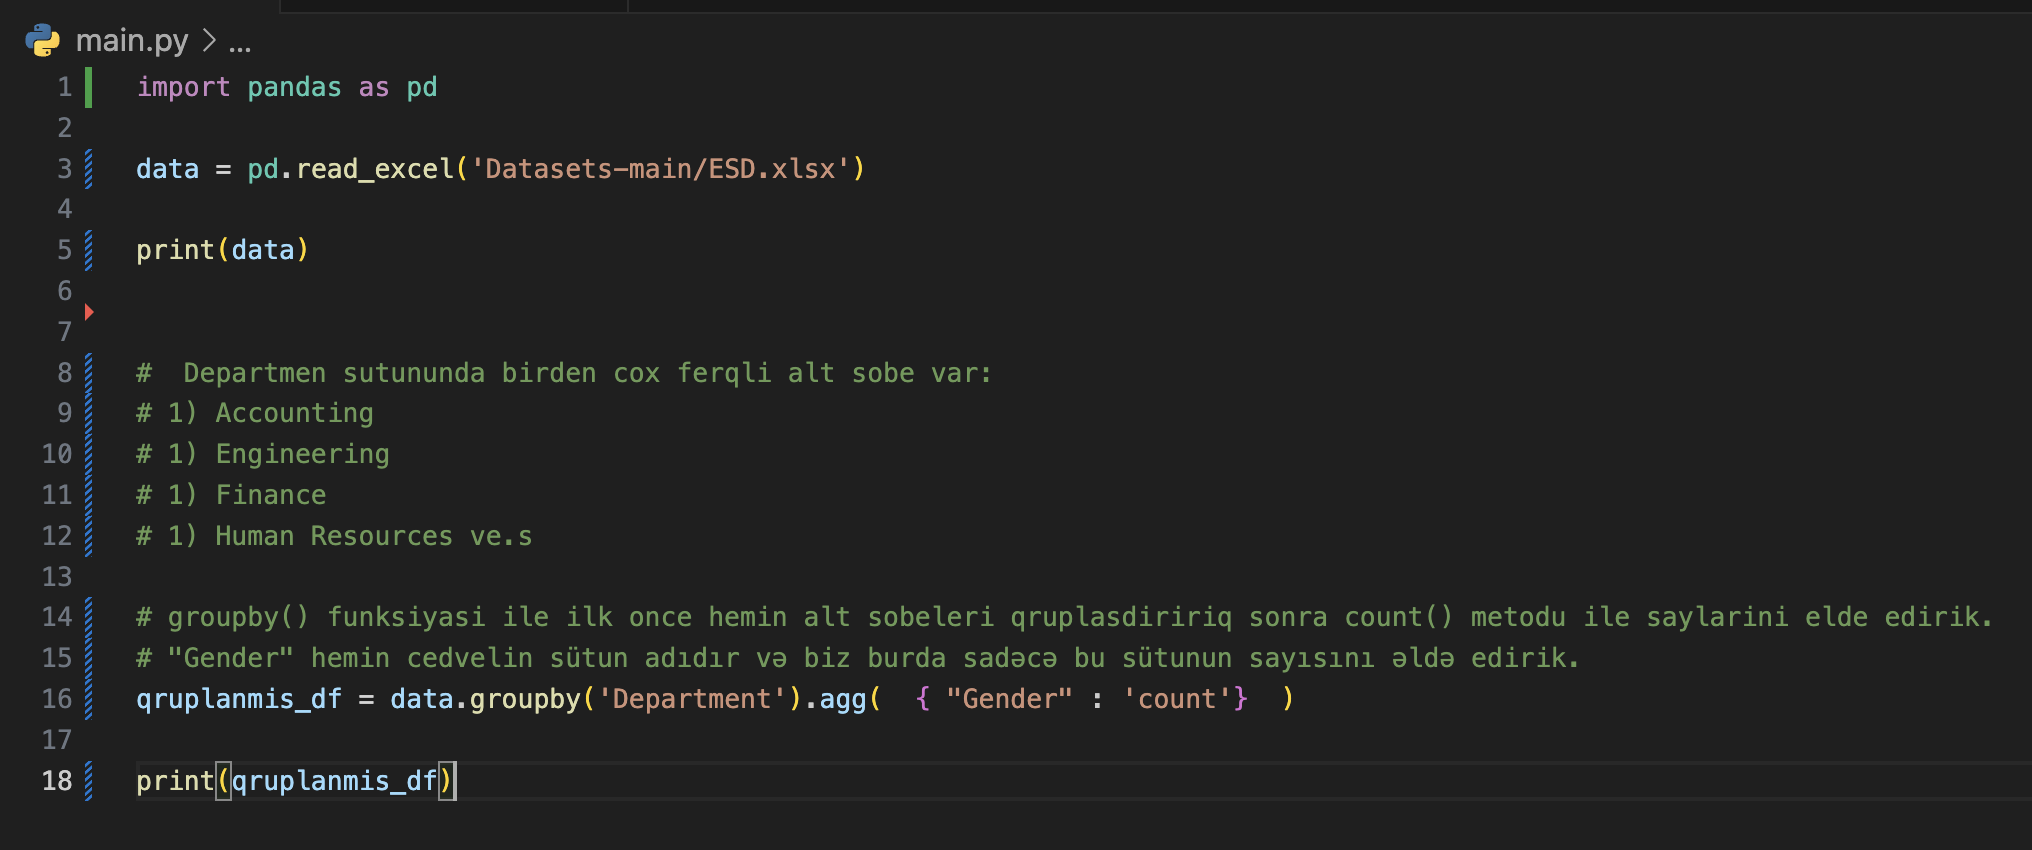 main.py > ...
1 import pandas as pd
2
3 data = pd.read_excel('Datasets-main/ESD.xlsx')
4
5 print(data)
6
7
8 #  Departmen sutununda birden cox ferqli alt sobe var:
9 # 1) Accounting
10 # 1) Engineering
11 # 1) Finance
12 # 1) Human Resources ve.s
13
14 # groupby() funksiyasi ile ilk once hemin alt sobeleri qruplasdiririq sonra count() metodu ile saylarini elde edirik.
15 # "Gender" hemin cedvelin sütun adıdır və biz burda sadəcə bu sütunun sayısını əldə edirik.
16 qruplanmis_df = data.groupby('Department').agg(  { "Gender" : 'count'}  )
17
18 print(qruplanmis_df)